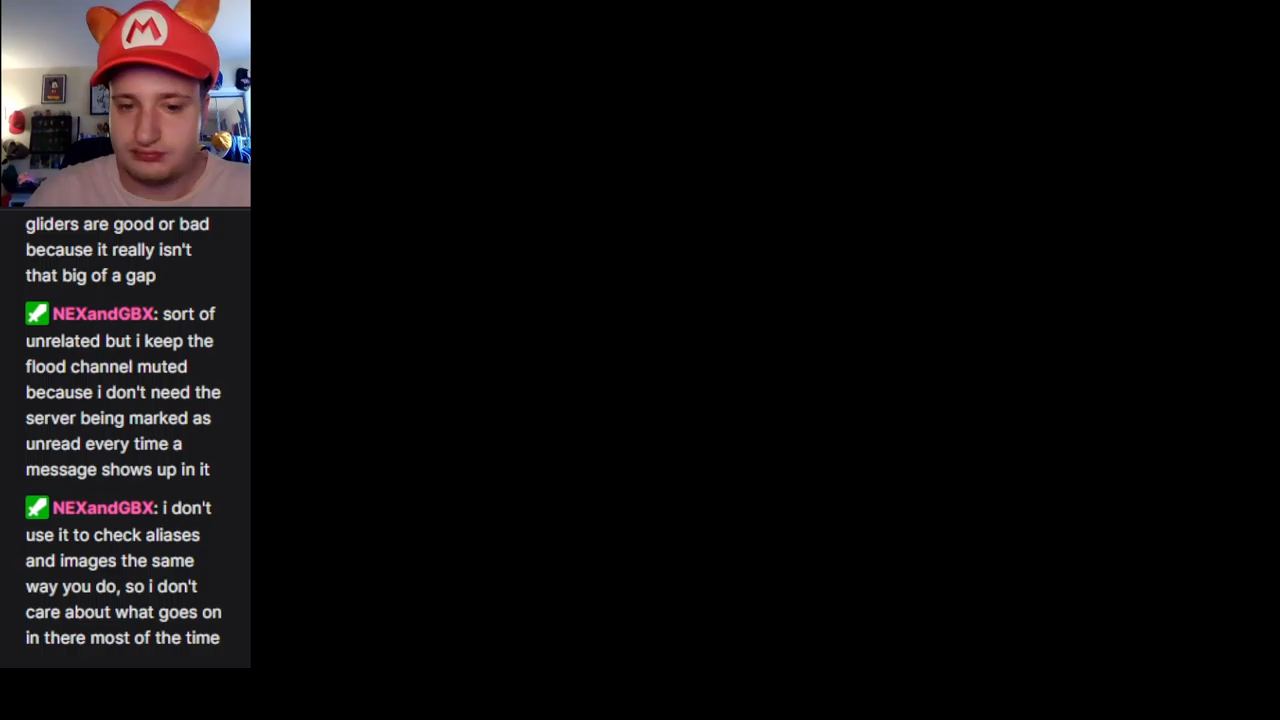 M
gliders are good or bad
because it really isn't
that big of a gap
NEXandGBX: sort of
unrelated but i keep the
flood channel muted
because i don't need the
server being marked as
unread every time a
message shows up in it
NEXandGBX: i don't
use it to check aliases
and images the same
way you do, so i don't
care about what goes on
in there most of the time